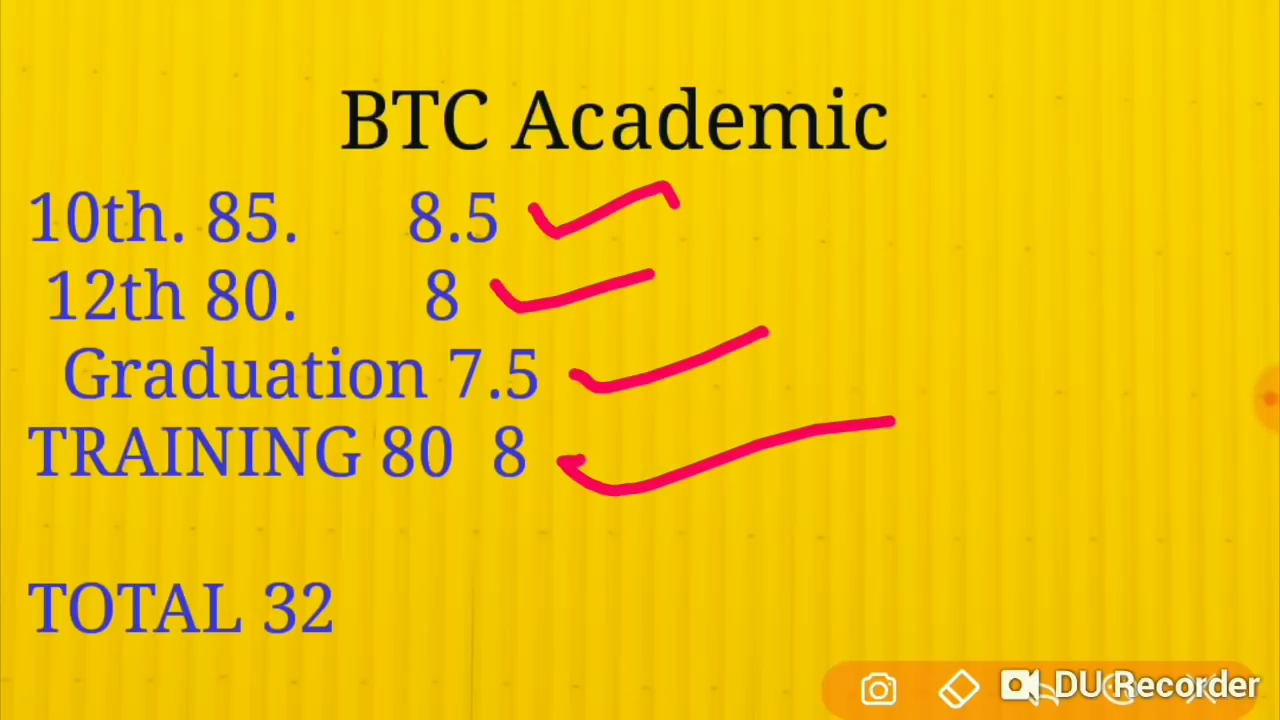 BTC Academic
10th. 85. 8.5
12th 80. 8
Graduation 7.5
TRAINING 80 8
TOTAL 32
DU Recorder